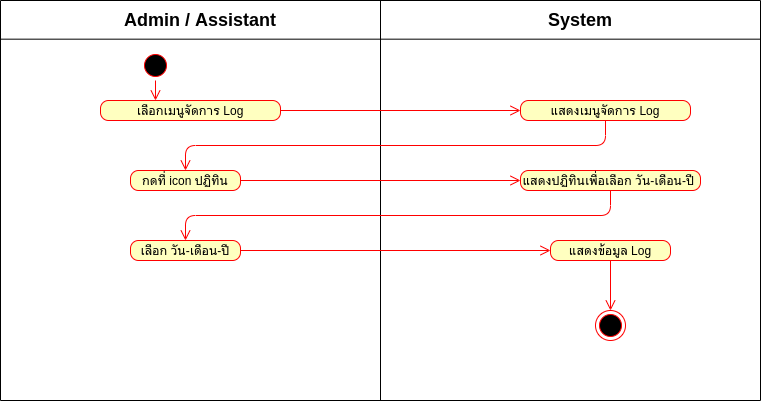 Admin / Assistant
System
เลือกเมนูจัดการ Log
แสดงเมนูจัดการ Log
กดที่ icon ปฏิทิน
แสดงปฏิทินเพื่อเลือก วัน-เดือน-ปี
เลือก วัน-เดือน-ปี
แสดงข้อมูล Log